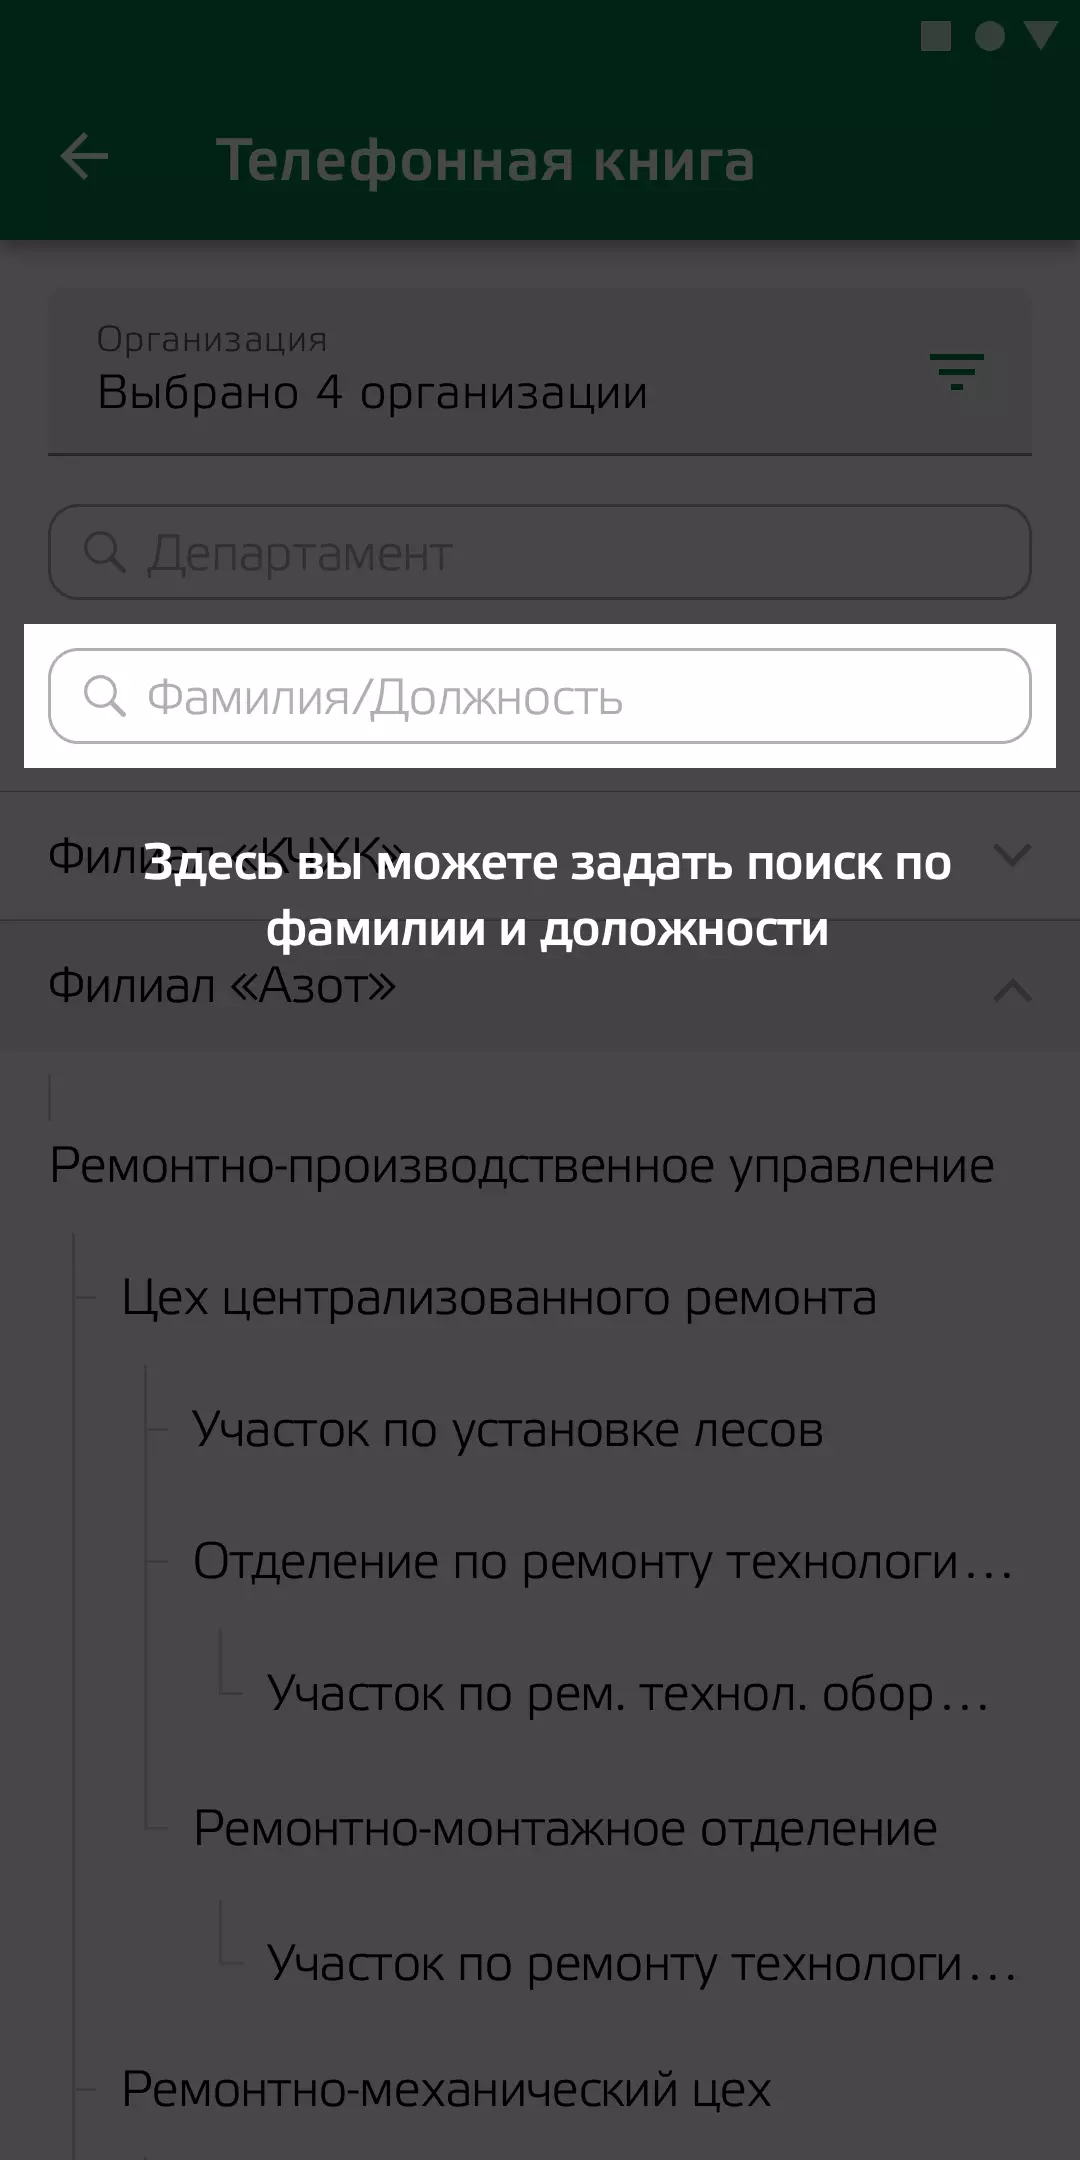 Телефонная книга
Организация
Выбрано 4 организации
Департамент
Фамилия/Должность
Филиал «КЧХК»
Здесь вы можете задать поиск по
фамилии и доложности
Филиал «Азот»
Ремонтно-производственное управление
Цех централизованного ремонта
Участок по установке лесов
Отделение по ремонту технологи...
Участок по рем. технол. обор...
Ремонтно-монтажное отделение
Участок по ремонту технологи...
Ремонтно-механический цех